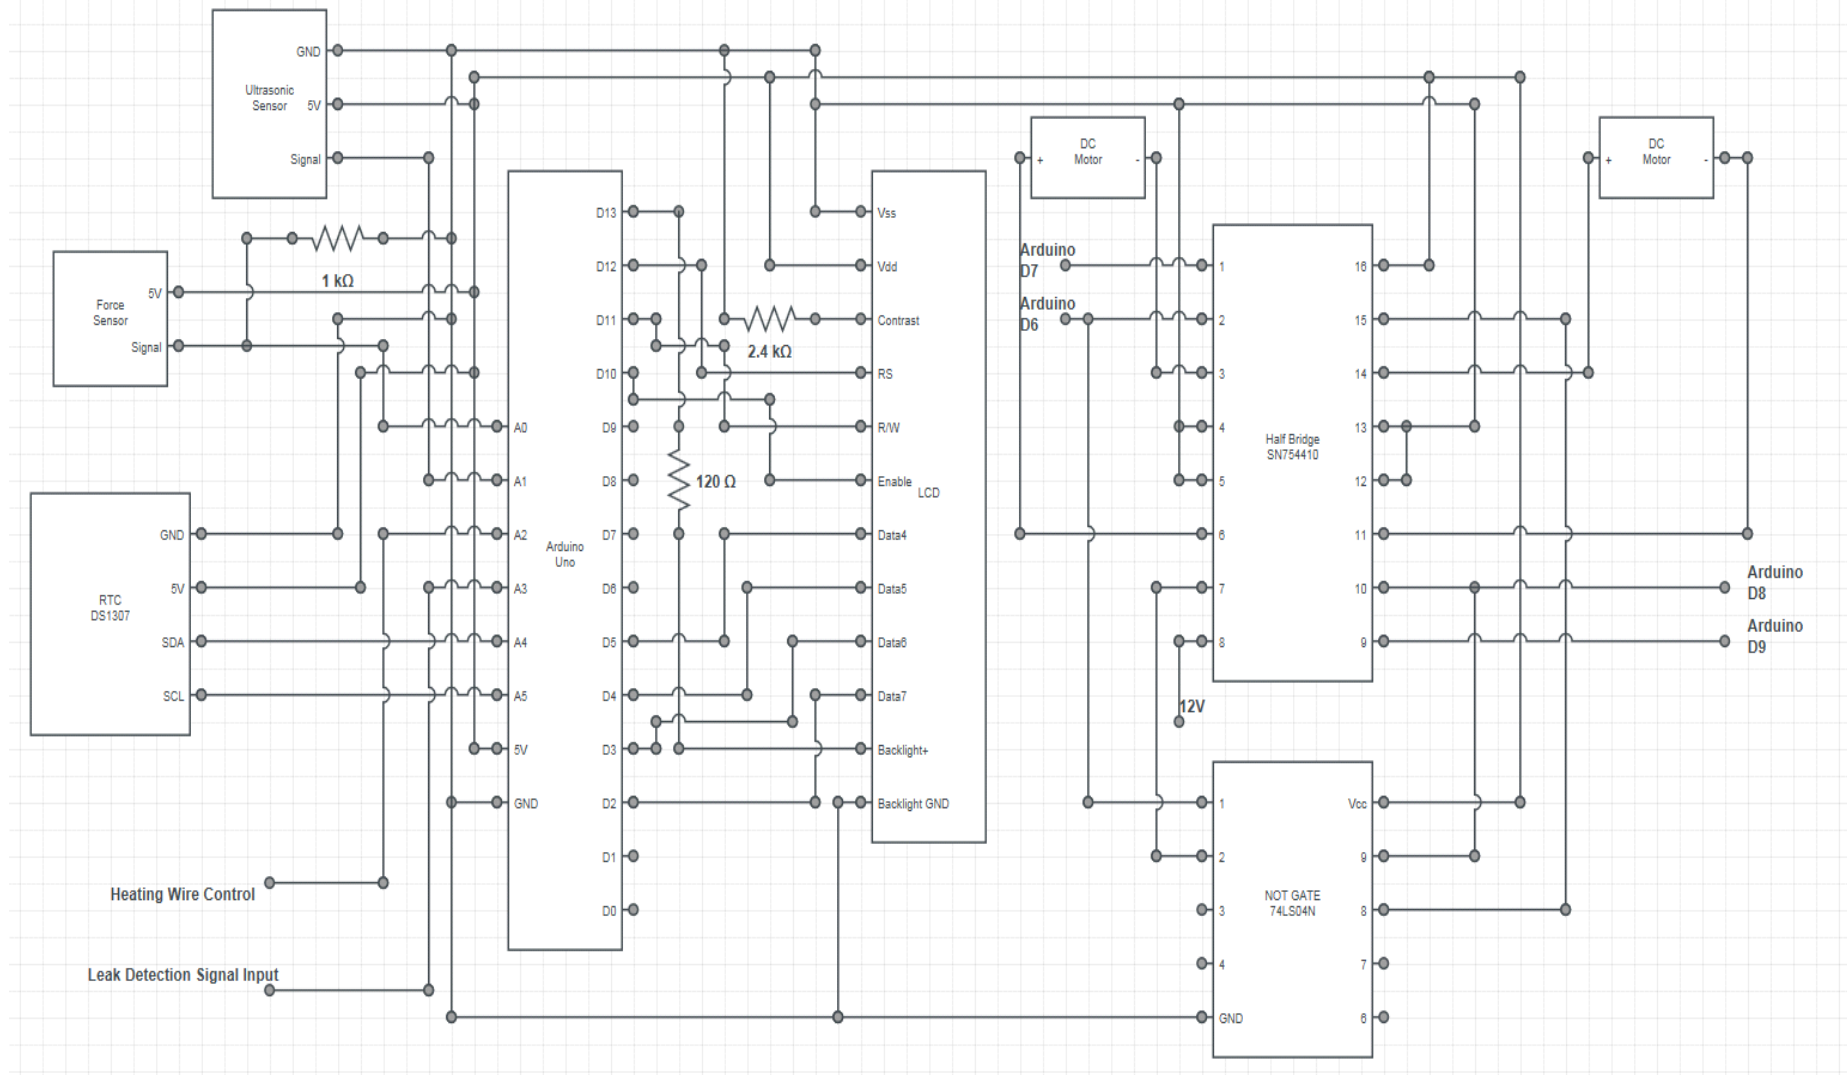 GND
Ultrasonic
Sensor
5V
Signal
1 kΩ
5V
Force
Sensor
Signal
GND
5V
RTC
DS1307
SDA
SCL
Heating Wire Control
Leak Detection Signal Input
A0
A1
A2
A3
A4
A5
5V
GND
Arduino
Uno
D13
D12
D11
D10
D9
D8
D7
D6
D5
D4
D3
D2
D1
D0
120 Ω
2.4 kΩ
Vss
Vdd
Contrast
RS
R/W
Enable
LCD
Data4
Data5
Data6
Data7
Backlight+
Backlight GND
+
DC
Motor
-
Arduino
D7
Arduino
D6
1
2
3
4
5
6
7
8
12V
Half Bridge
SN754410
16
15
14
13
12
11
10
9
+
DC
Motor
-
Arduino
D8
Arduino
D9
1
2
3
4
GND
NOT GATE
74LS04N
Vcc
9
8
7
6